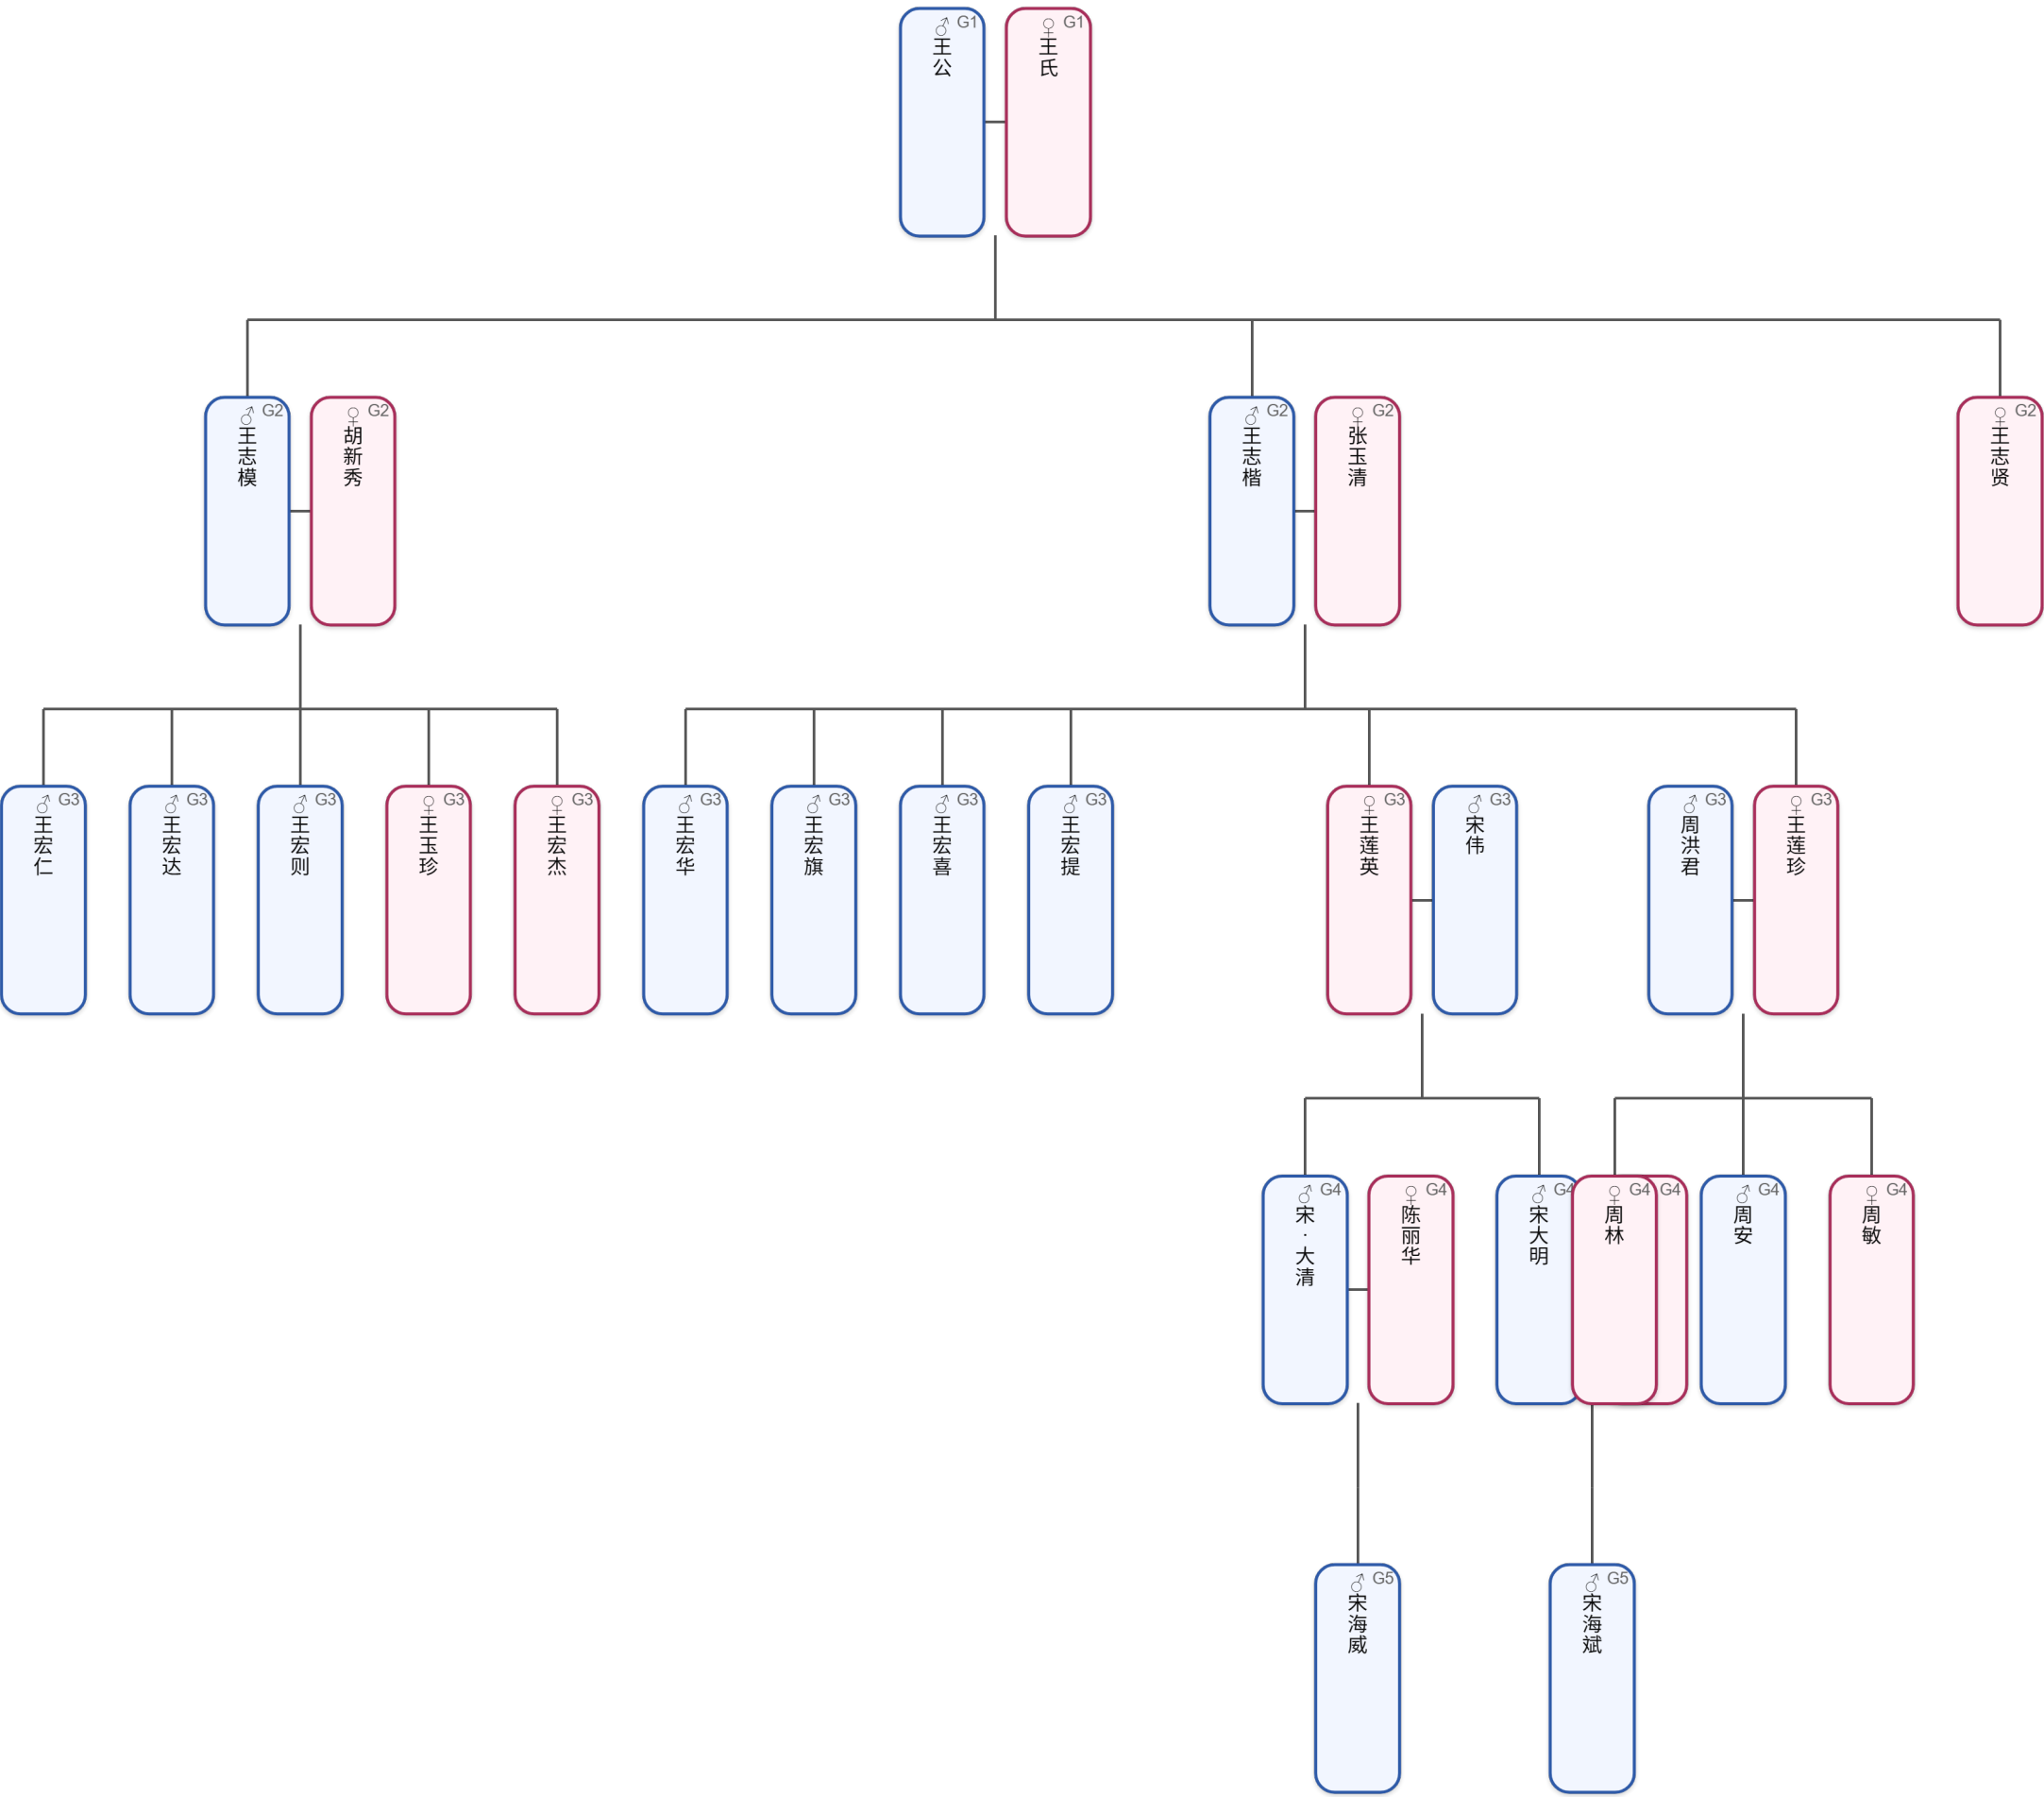 ♂ G1
王公
♀ G1
王氏
♂ G2
王志模
♀ G2
胡新秀
♂ G2
王志楷
♀ G2
张玉清
♀ G2
王志贤
♂ G3
王宏仁
♂ G3
王宏达
♂ G3
王宏则
♀ G3
王玉珍
♀ G3
王宏杰
♂ G3
王宏华
♂ G3
王宏旗
♂ G3
王宏喜
♂ G3
王宏提
♀ G3
王莲英
♂ G3
宋伟
♂ G3
周洪君
♀ G3
王莲珍
♂ G4
宋·大清
♀ G4
陈丽华
♂ G4
宋大明
♀ G4
周林
G4
♂ G4
周安
♀ G4
周敏
♂ G5
宋海威
♂ G5
宋海斌